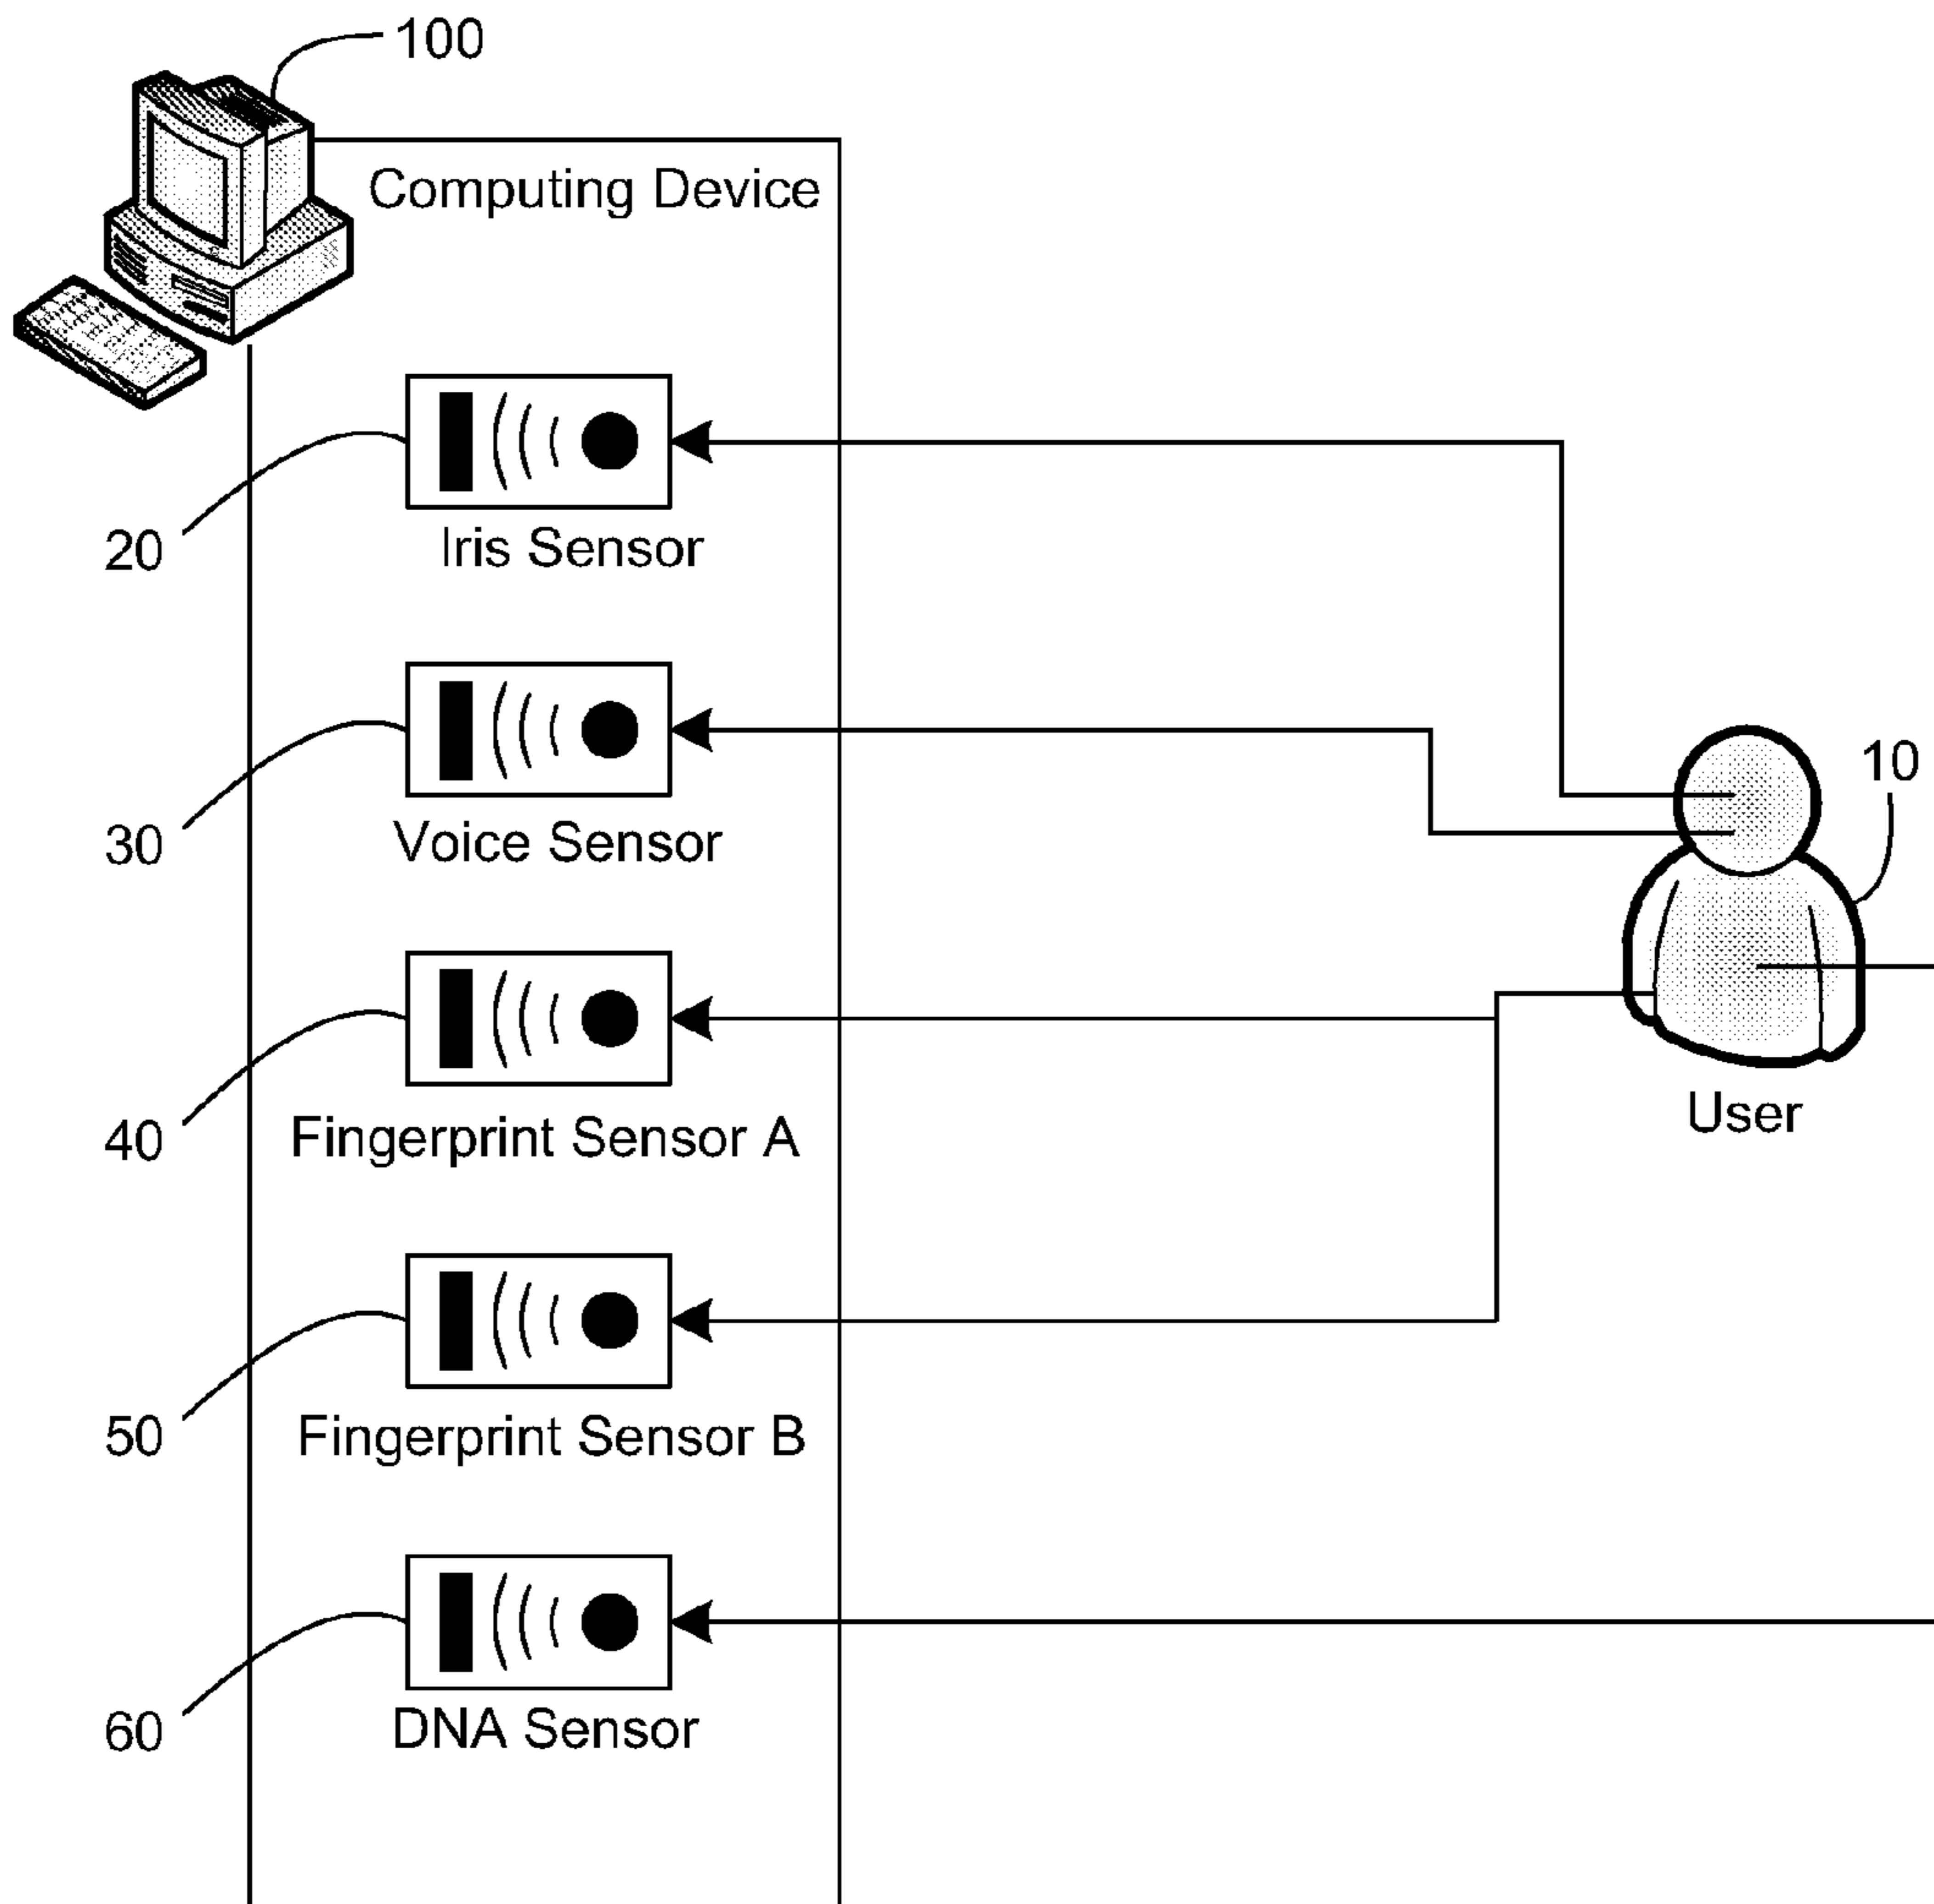 100
Computing Device
20
Iris Sensor
30
Voice Sensor
10
40
Fingerprint Sensor A
User
50
Fingerprint Sensor B
60
DNA Sensor